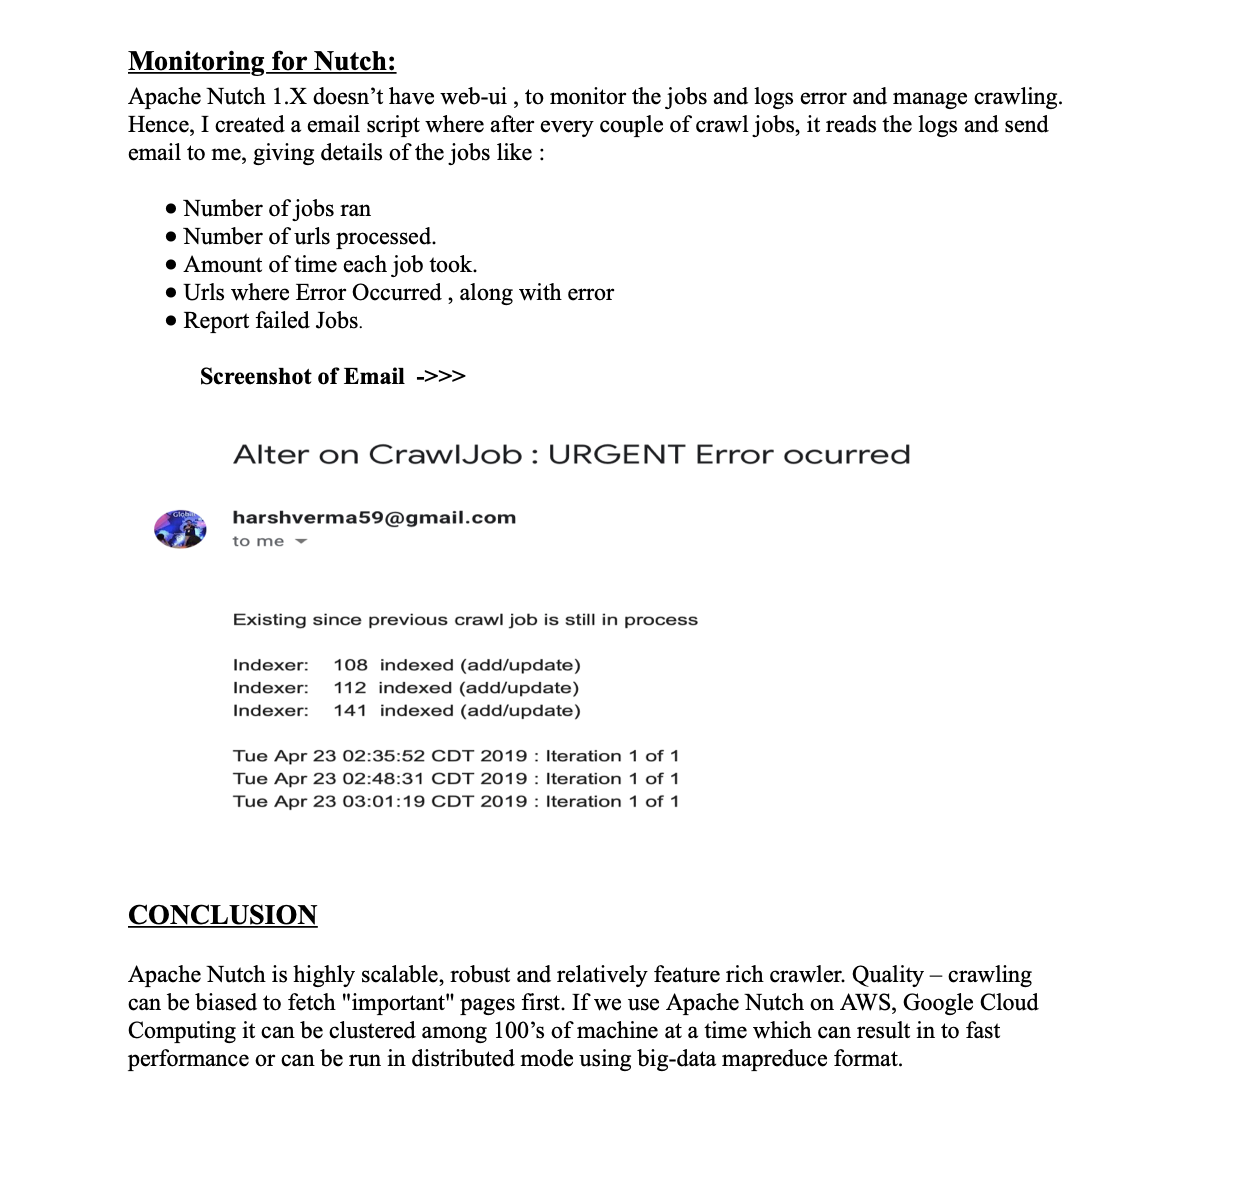 Monitoring for Nutch:
Apache Nutch 1.X doesn’t have web-ui , to monitor the jobs and logs error and manage crawling.
Hence, I created a email script where after every couple of crawl jobs, it reads the logs and send
email to me, giving details of the jobs like :
• Number of jobs ran
• Number of urls processed.
• Amount of time each job took.
• Urls where Error Occurred , along with error
• Report failed Jobs.
Screenshot of Email ->>>
Alter on CrawlJob : URGENT Error ocurred
harshverma59@gmail.com
to me
Existing since previous crawl job is still in process
Indexer: 108 indexed (add/update)
Indexer: 112 indexed (add/update)
Indexer: 141 indexed (add/update)
Tue Apr 23 02:35:52 CDT 2019 : Iteration 1 of 1
Tue Apr 23 02:48:31 CDT 2019 : Iteration 1 of 1
Tue Apr 23 03:01:19 CDT 2019 : Iteration 1 of 1
CONCLUSION
Apache Nutch is highly scalable, robust and relatively feature rich crawler. Quality – crawling
can be biased to fetch "important" pages first. If we use Apache Nutch on AWS, Google Cloud
Computing it can be clustered among 100’s of machine at a time which can result in to fast
performance or can be run in distributed mode using big-data mapreduce format.